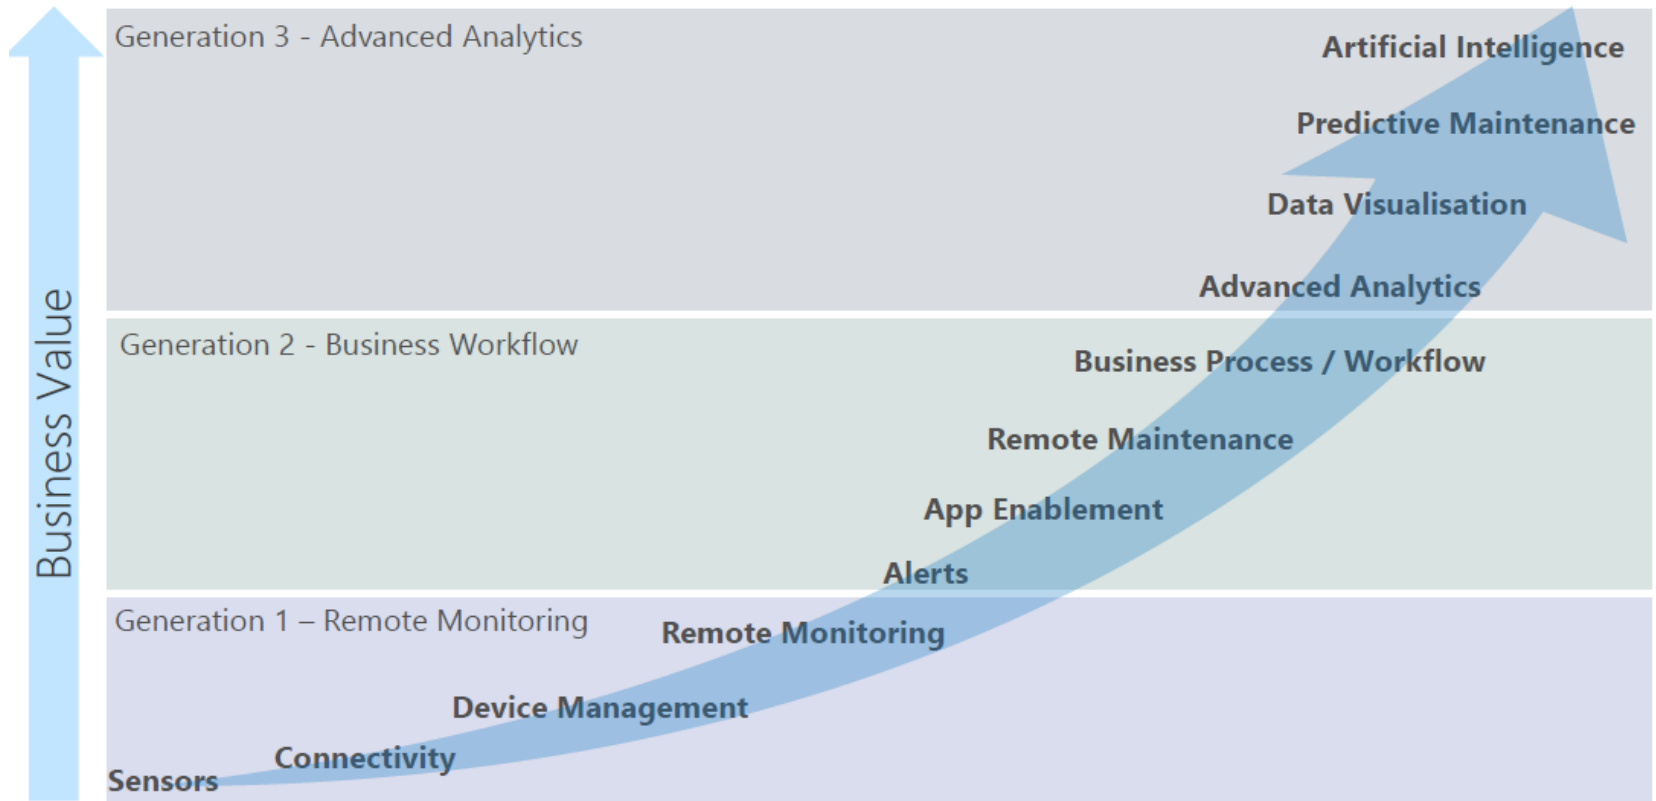 Generation 3 - Advanced Analytics
Artificial Intelligence
Predictive Maintenance
Data Visualisation
Advanced Analytics
Generation 2 - Business Workflow
Business Process / Workflow
Remote Maintenance
App Enablement
Alerts
Generation 1 – Remote Monitoring
Remote Monitoring
Device Management
Connectivity
Sensors
Business Value